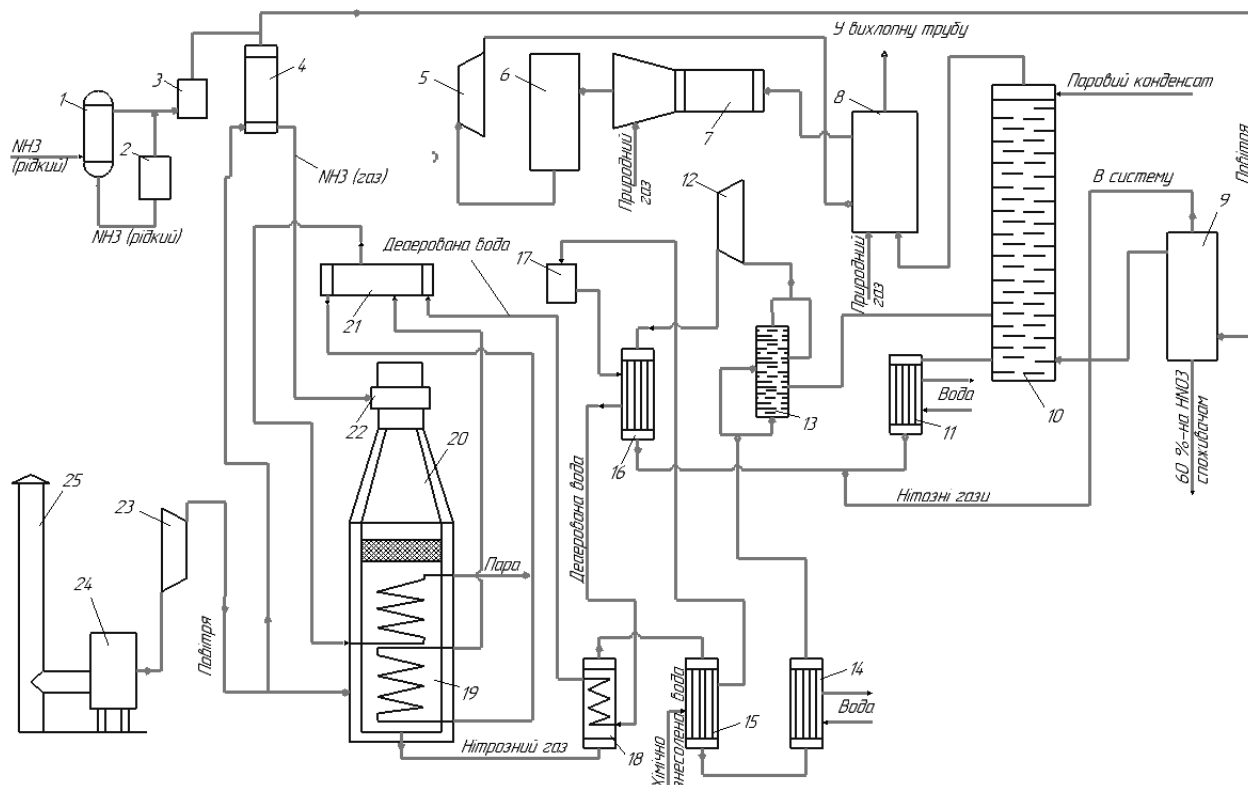 У вихлопну трубу
Паровий конденсат
Повітря
1
2
3
4
5
6
7
8
9
10
11
12
13
14
15
16
17
18
19
20
21
22
23
24
25
NH3
(рідкий)
NH3 (рідкий)
NH3 (газ)
Природний
газ
Природний
газ
В систему
Деаерована вода
Вода
60 %-на HNO3
споживачам
Нітозні гази
Деаерована вода
Пара
Повітря
Нітрозний газ
Хімічно
знесолена вода
Вода